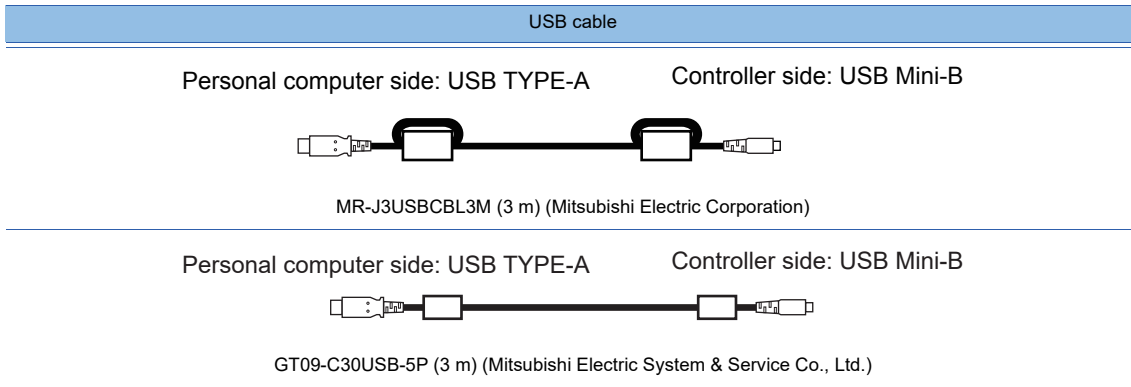 USB cable
Personal computer side: USB TYPE-A
Controller side: USB Mini-B
MR-J3USBCBL3M (3 m) (Mitsubishi Electric Corporation)
Personal computer side: USB TYPE-A
Controller side: USB Mini-B
GT09-C30USB-5P (3 m) (Mitsubishi Electric System & Service Co., Ltd.)